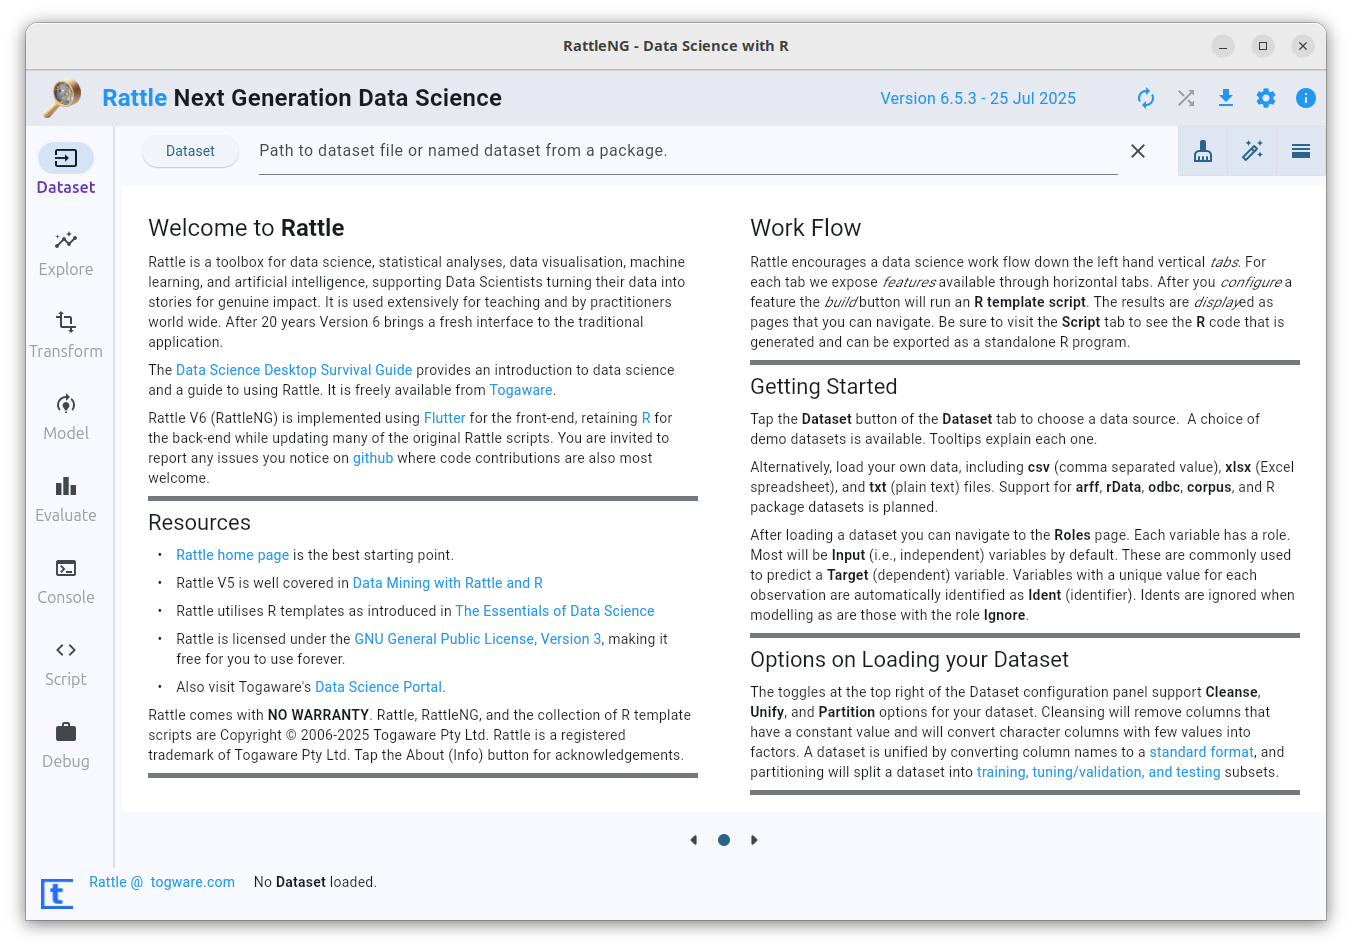 RattleNG - Data Science with R
Rattle Next Generation Data Science
Version 6.5.3 - 25 Jul 2025
Dataset
Explore
Transform
Model
Evaluate
Console
Script
Debug
Dataset
Path to dataset file or named dataset from a package.
Welcome to Rattle
Rattle is a toolbox for data science, statistical analyses, data visualisation, machine
learning, and artificial intelligence, supporting Data Scientists turning their data into
stories for genuine impact. It is used extensively for teaching and by practitioners
world wide. After 20 years Version 6 brings a fresh interface to the traditional
application.
The Data Science Desktop Survival Guide provides an introduction to data science
and a guide to using Rattle. It is freely available from Togaware.
Rattle V6 (RattleNG) is implemented using Flutter for the front-end, retaining R for
the back-end while updating many of the original Rattle scripts. You are invited to
report any issues you notice on github where code contributions are also most
welcome.
Resources
• Rattle home page is the best starting point.
• Rattle V5 is well covered in Data Mining with Rattle and R
• Rattle utilises R templates as introduced in The Essentials of Data Science
• Rattle is licensed under the GNU General Public License, Version 3, making it
free for you to use forever.
• Also visit Togaware's Data Science Portal.
Rattle comes with NO WARRANTY. Rattle, RattleNG, and the collection of R template
scripts are Copyright © 2006-2025 Togaware Pty Ltd. Rattle is a registered
trademark of Togaware Pty Ltd. Tap the About (Info) button for acknowledgements.
Work Flow
Rattle encourages a data science work flow down the left hand vertical tabs. For
each tab we expose features available through horizontal tabs. After you configure a
feature the build button will run an R template script. The results are displayed as
pages that you can navigate. Be sure to visit the Script tab to see the R code that is
generated and can be exported as a standalone R program.
Getting Started
Tap the Dataset button of the Dataset tab to choose a data source.  A choice of
demo datasets is available. Tooltips explain each one.
Alternatively, load your own data, including csv (comma separated value), xlsx (Excel
spreadsheet), and txt (plain text) files. Support for arff, rData, odbc, corpus, and R
package datasets is planned.
After loading a dataset you can navigate to the Roles page. Each variable has a role.
Most will be Input (i.e., independent) variables by default. These are commonly used
to predict a Target (dependent) variable. Variables with a unique value for each
observation are automatically identified as Ident (identifier). Idents are ignored when
modelling as are those with the role Ignore.
Options on Loading your Dataset
The toggles at the top right of the Dataset configuration panel support Cleanse,
Unify, and Partition options for your dataset. Cleansing will remove columns that
have a constant value and will convert character columns with few values into
factors. A dataset is unified by converting column names to a standard format, and
partitioning will split a dataset into training, tuning/validation, and testing subsets.
t
Rattle @  togware.com
No Dataset loaded.